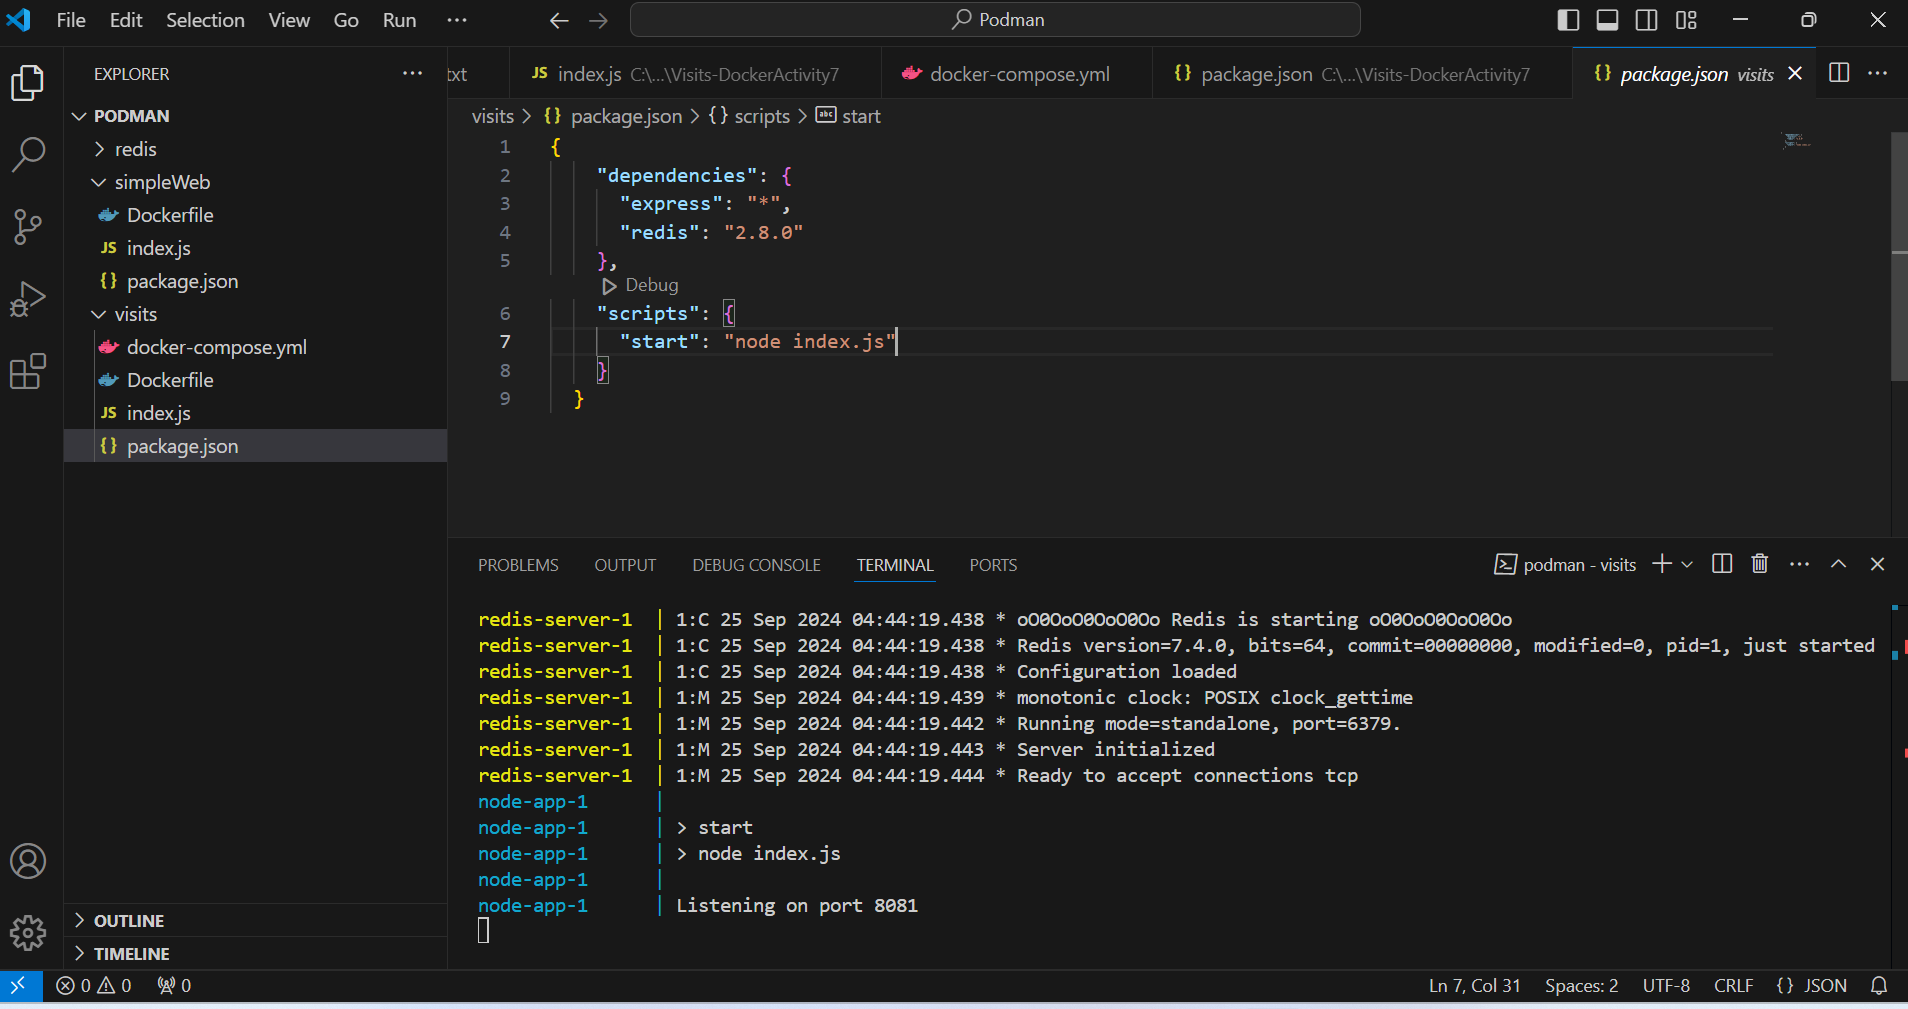 File Edit Selection View Go Run ··· Podman
EXPLORER ···
txt
JS index.js C:\...\Visits-DockerActivity7
docker-compose.yml
{} package.json C:\...\Visits-DockerActivity7
{} package.json visits
PODMAN
redis
simpleWeb
Dockerfile
JS index.js
{} package.json
visits
docker-compose.yml
Dockerfile
JS index.js
{} package.json
OUTLINE
TIMELINE
visits > {} package.json > {} scripts > abc start
1 {
2 "dependencies": {
3 "express": "*",
4 "redis": "2.8.0"
5 },
Debug
6 "scripts": {
7 "start": "node index.js"
8 }
9 }
PROBLEMS OUTPUT DEBUG CONSOLE TERMINAL PORTS
podman - visits
redis-server-1 | 1:C 25 Sep 2024 04:44:19.438 * oO0OoO0OoO0Oo Redis is starting oO0OoO0OoO0Oo
redis-server-1 | 1:C 25 Sep 2024 04:44:19.438 * Redis version=7.4.0, bits=64, commit=00000000, modified=0, pid=1, just started
redis-server-1 | 1:C 25 Sep 2024 04:44:19.438 * Configuration loaded
redis-server-1 | 1:M 25 Sep 2024 04:44:19.439 * monotonic clock: POSIX clock_gettime
redis-server-1 | 1:M 25 Sep 2024 04:44:19.442 * Running mode=standalone, port=6379.
redis-server-1 | 1:M 25 Sep 2024 04:44:19.443 * Server initialized
redis-server-1 | 1:M 25 Sep 2024 04:44:19.444 * Ready to accept connections tcp
node-app-1 |
node-app-1 | > start
node-app-1 | > node index.js
node-app-1 |
node-app-1 | Listening on port 8081
0 0 0 Ln 7, Col 31 Spaces: 2 UTF-8 CRLF {} JSON